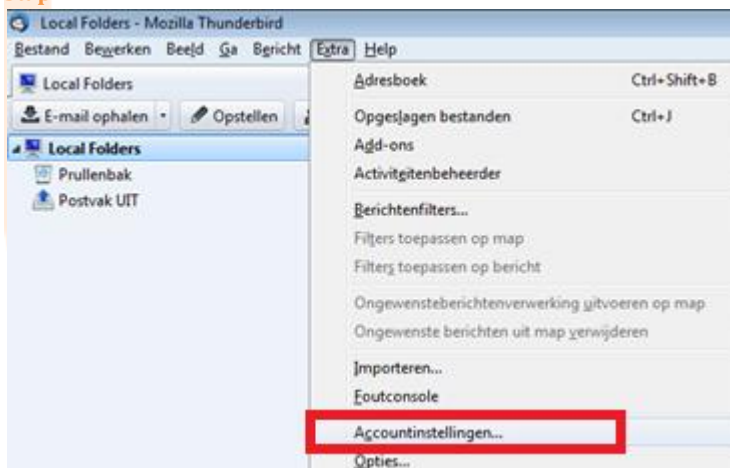 Local Folders - Mozilla Thunderbird
Bestand Bewerken Beeld Ga Bericht Extra Help
Local Folders
E-mail ophalen Opstellen
Local Folders
Prullenbak
Postvak UIT
Adresboek Ctrl+Shift+B
Opgeslagen bestanden Ctrl+J
Add-ons
Activiteitenbeheerder
Berichtenfilters...
Filters toepassen op map
Filters toepassen op bericht
Ongewensteberichtenverwerking uitvoeren op map
Ongewenste berichten uit map verwijderen
Importeren...
Foutconsole
Accountinstellingen...
Opties...